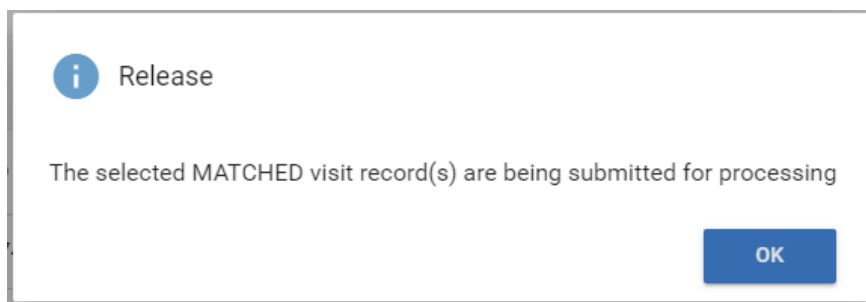 Release
The selected MATCHED visit record(s) are being submitted for processing
OK